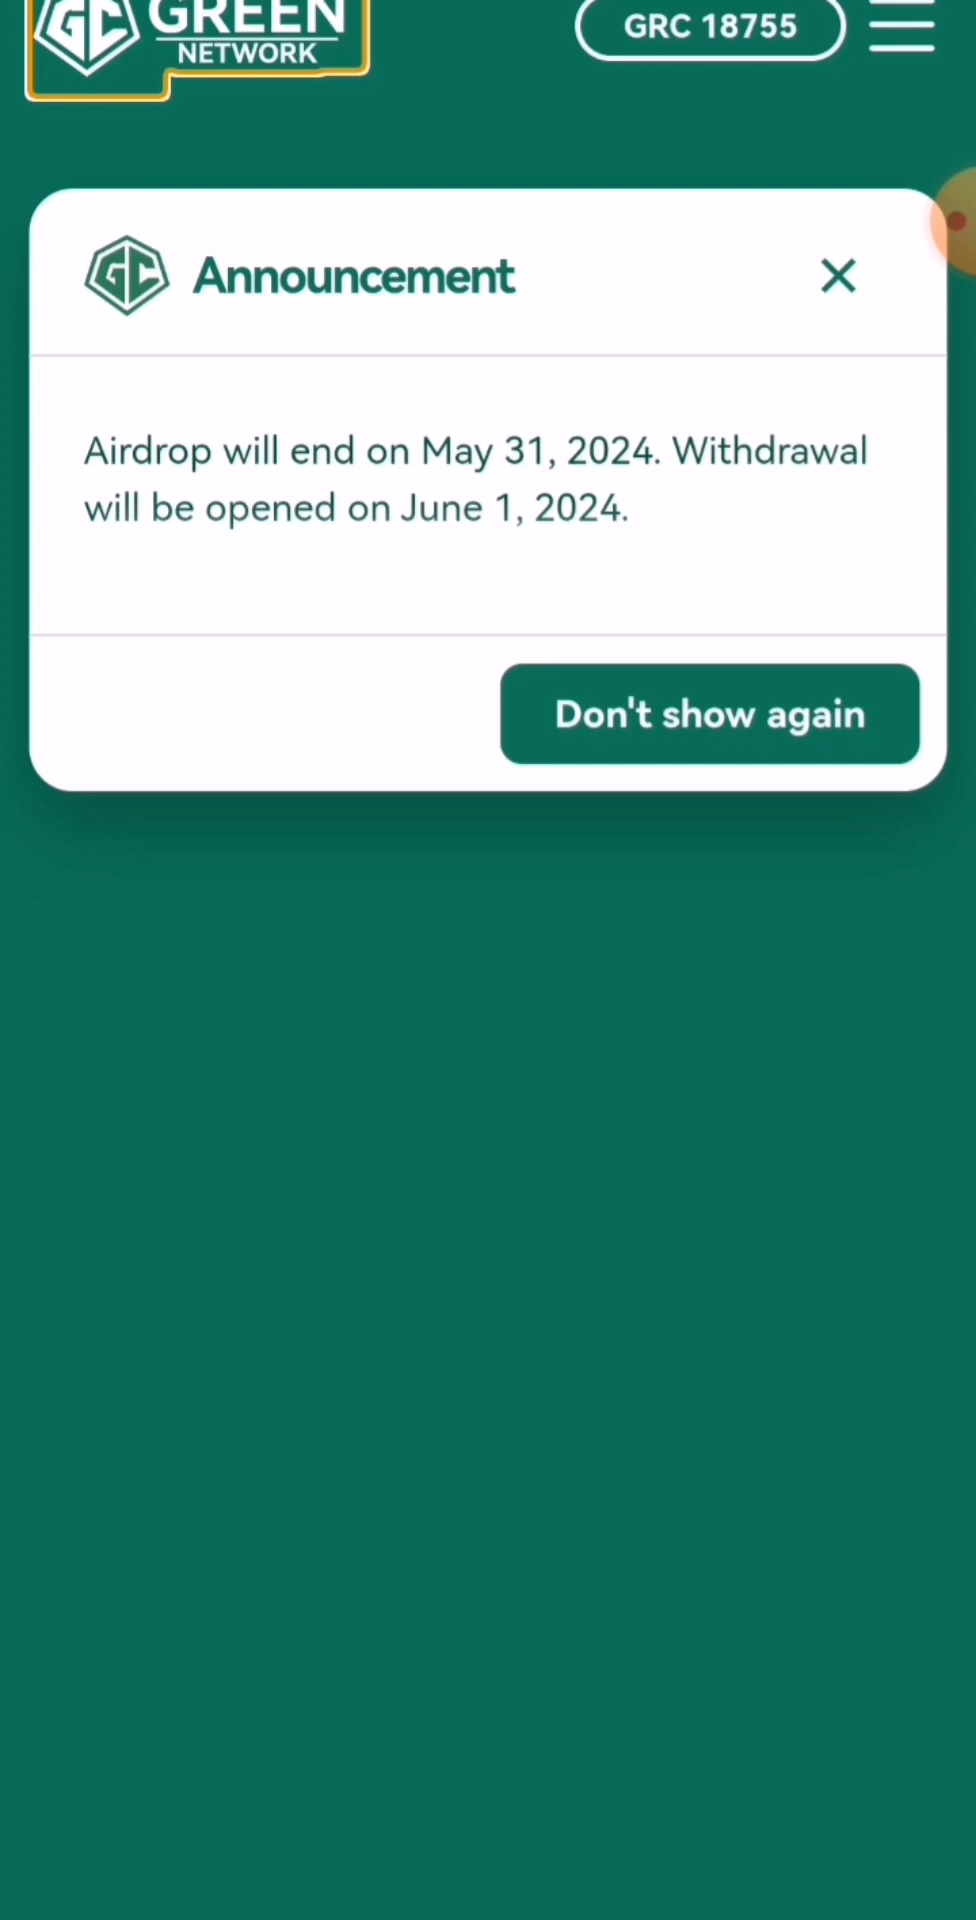 GREEN
NETWORK
GRC 18755
GC
Announcement
Airdrop will end on May 31, 2024. Withdrawal
will be opened on June 1, 2024.
Don't show again